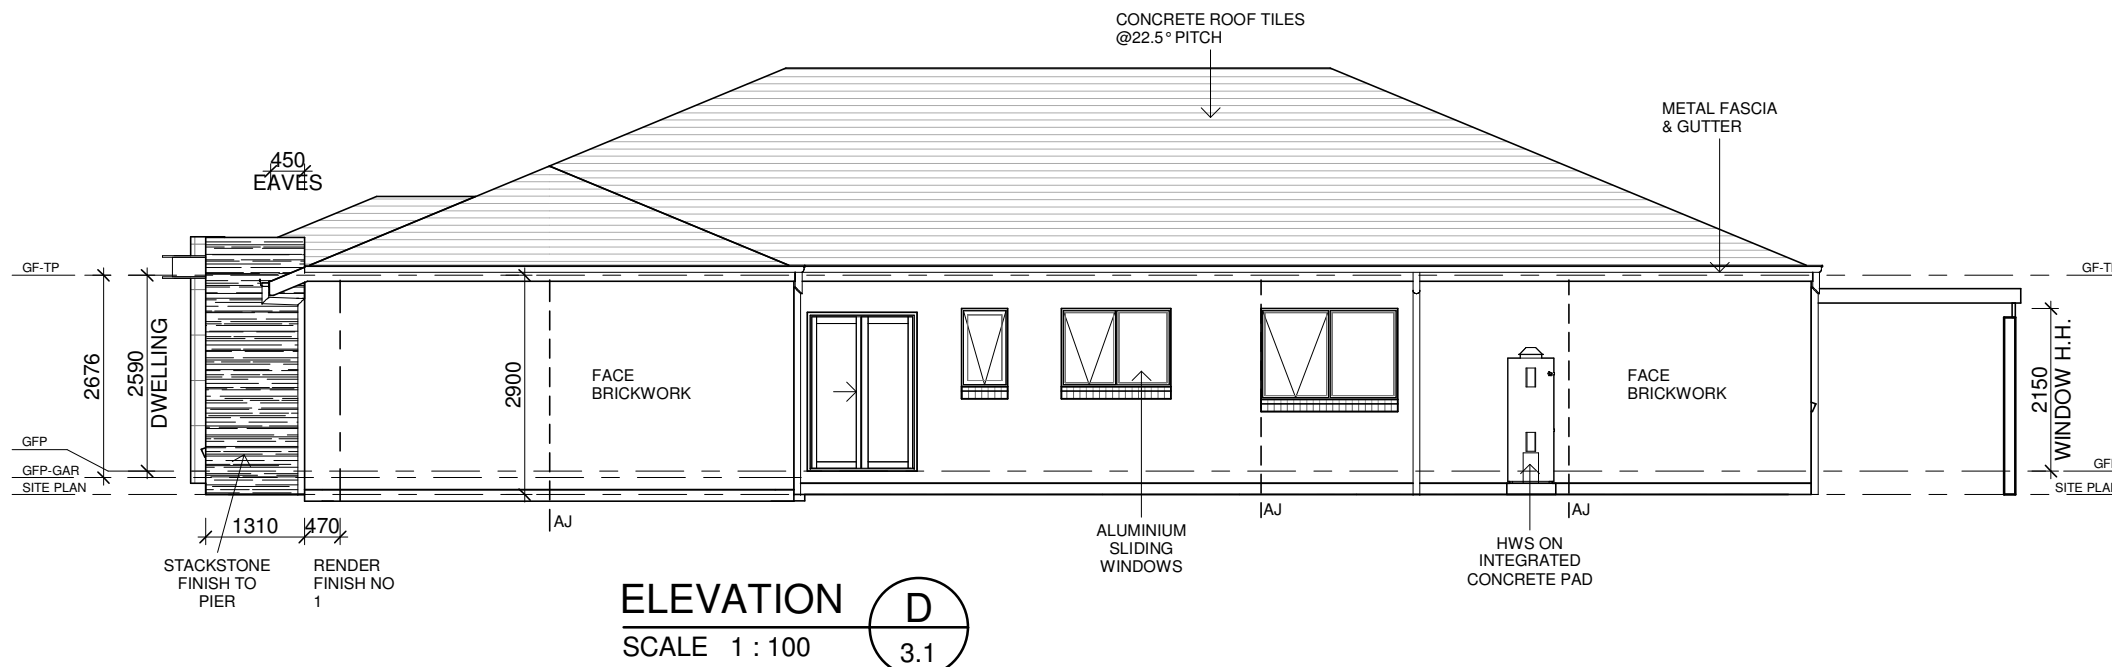 CONCRETE ROOF TILES
@22.5° PITCH
METAL FASCIA
& GUTTER
450
EAVES
GF-TP
GF-T
2676
2590
DWELLING
2900
FACE
BRICKWORK
FACE
BRICKWORK
2150
WINDOW H.H.
GFP
GFP-GAR
SITE PLAN
GF
SITE PLA
1310
470
AJ
AJ
AJ
STACKSTONE
FINISH TO
PIER
RENDER
FINISH NO
1
ALUMINIUM
SLIDING
WINDOWS
HWS ON
INTEGRATED
CONCRETE PAD
ELEVATION
D
SCALE 1 : 100
3.1